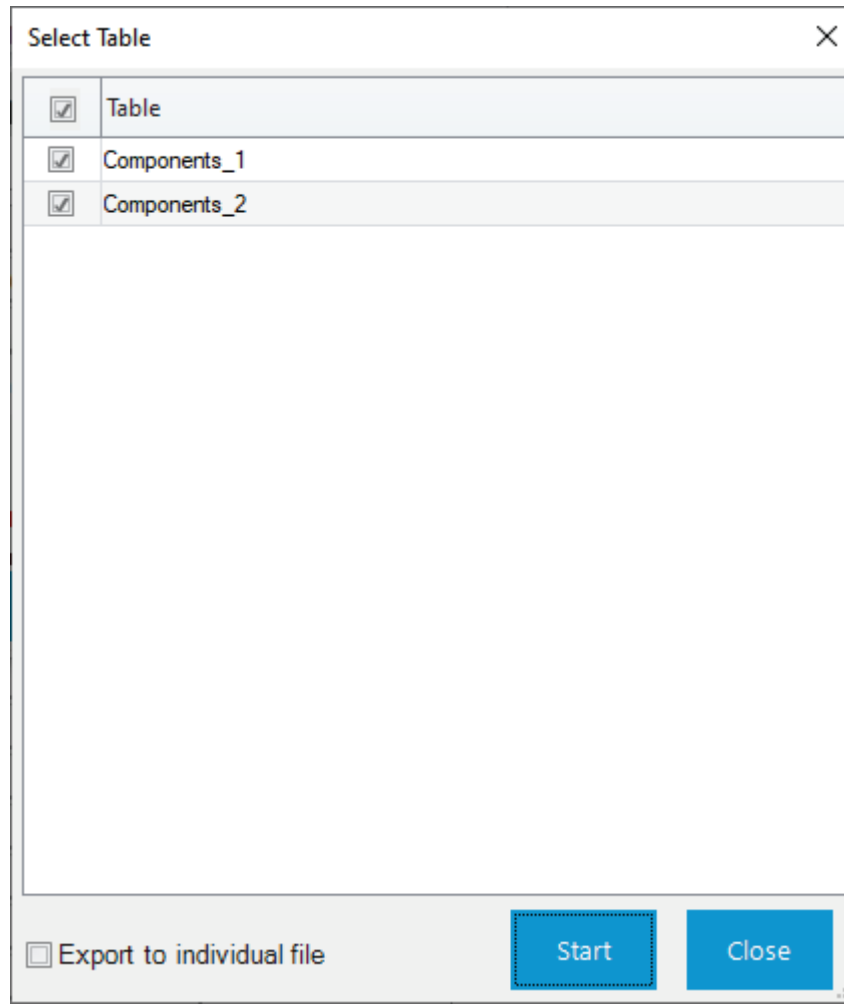 Select Table
Table
Components_1
Components_2
Export to individual file
Start
Close